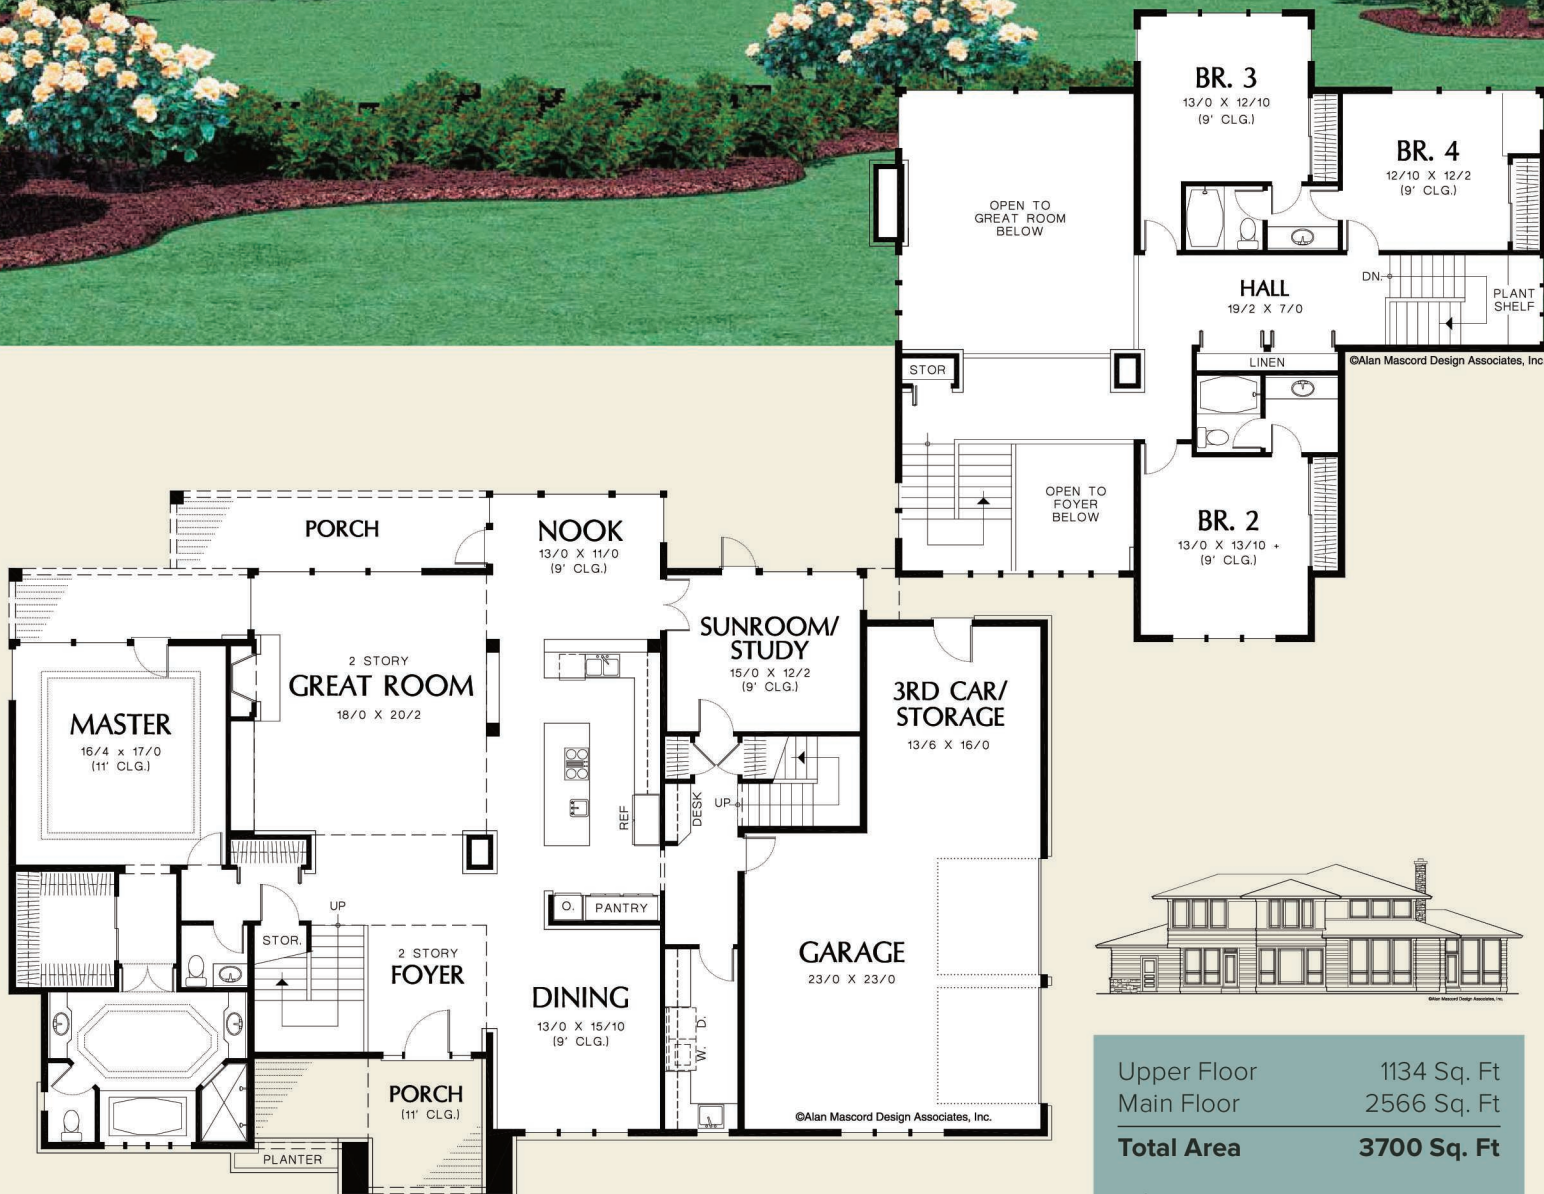 BR. 3
13/0 X 12/10
(9' CLG.)
BR. 4
12/10 X 12/2
(9' CLG.)
OPEN TO
GREAT ROOM
BELOW
HALL
19/2 X 7/0
DN.
PLANT
SHELF
LINEN
©Alan Mascord Design Associates, Inc
STOR
OPEN TO
FOYER
BELOW
BR. 2
13/0 X 13/10 +
(9' CLG.)
PORCH
NOOK
13/0 X 11/0
(9' CLG.)
SUNROOM/
STUDY
15/0 X 12/2
(9' CLG.)
2 STORY
GREAT ROOM
18/0 X 20/2
MASTER
16/4 x 17/0
(11' CLG.)
3RD CAR/
STORAGE
13/6 X 16/0
REF
DESK
UP
O.
PANTRY
UP
STOR.
2 STORY
FOYER
DINING
13/0 X 15/10
(9' CLG.)
W. D.
GARAGE
23/0 X 23/0
PORCH
(11' CLG.)
PLANTER
©Alan Mascord Design Associates, Inc.
©Alan Mascord Design Associates, Inc.
Upper Floor 1134 Sq. Ft
Main Floor 2566 Sq. Ft
Total Area 3700 Sq. Ft